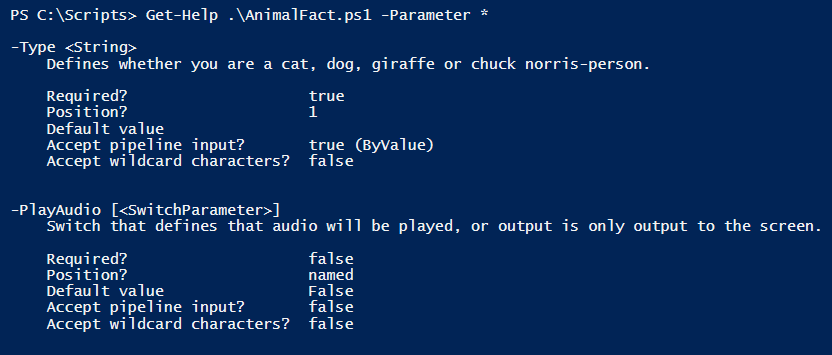 PS C:\Scripts> Get-Help .\AnimalFact.ps1 -Parameter *
-Type <String>
Defines whether you are a cat, dog, giraffe or chuck norris-person.
Required? true
Position? 1
Default value
Accept pipeline input? true (ByValue)
Accept wildcard characters? false
-PlayAudio [<SwitchParameter>]
Switch that defines that audio will be played, or output is only output to the screen.
Required? false
Position? named
Default value False
Accept pipeline input? false
Accept wildcard characters? false